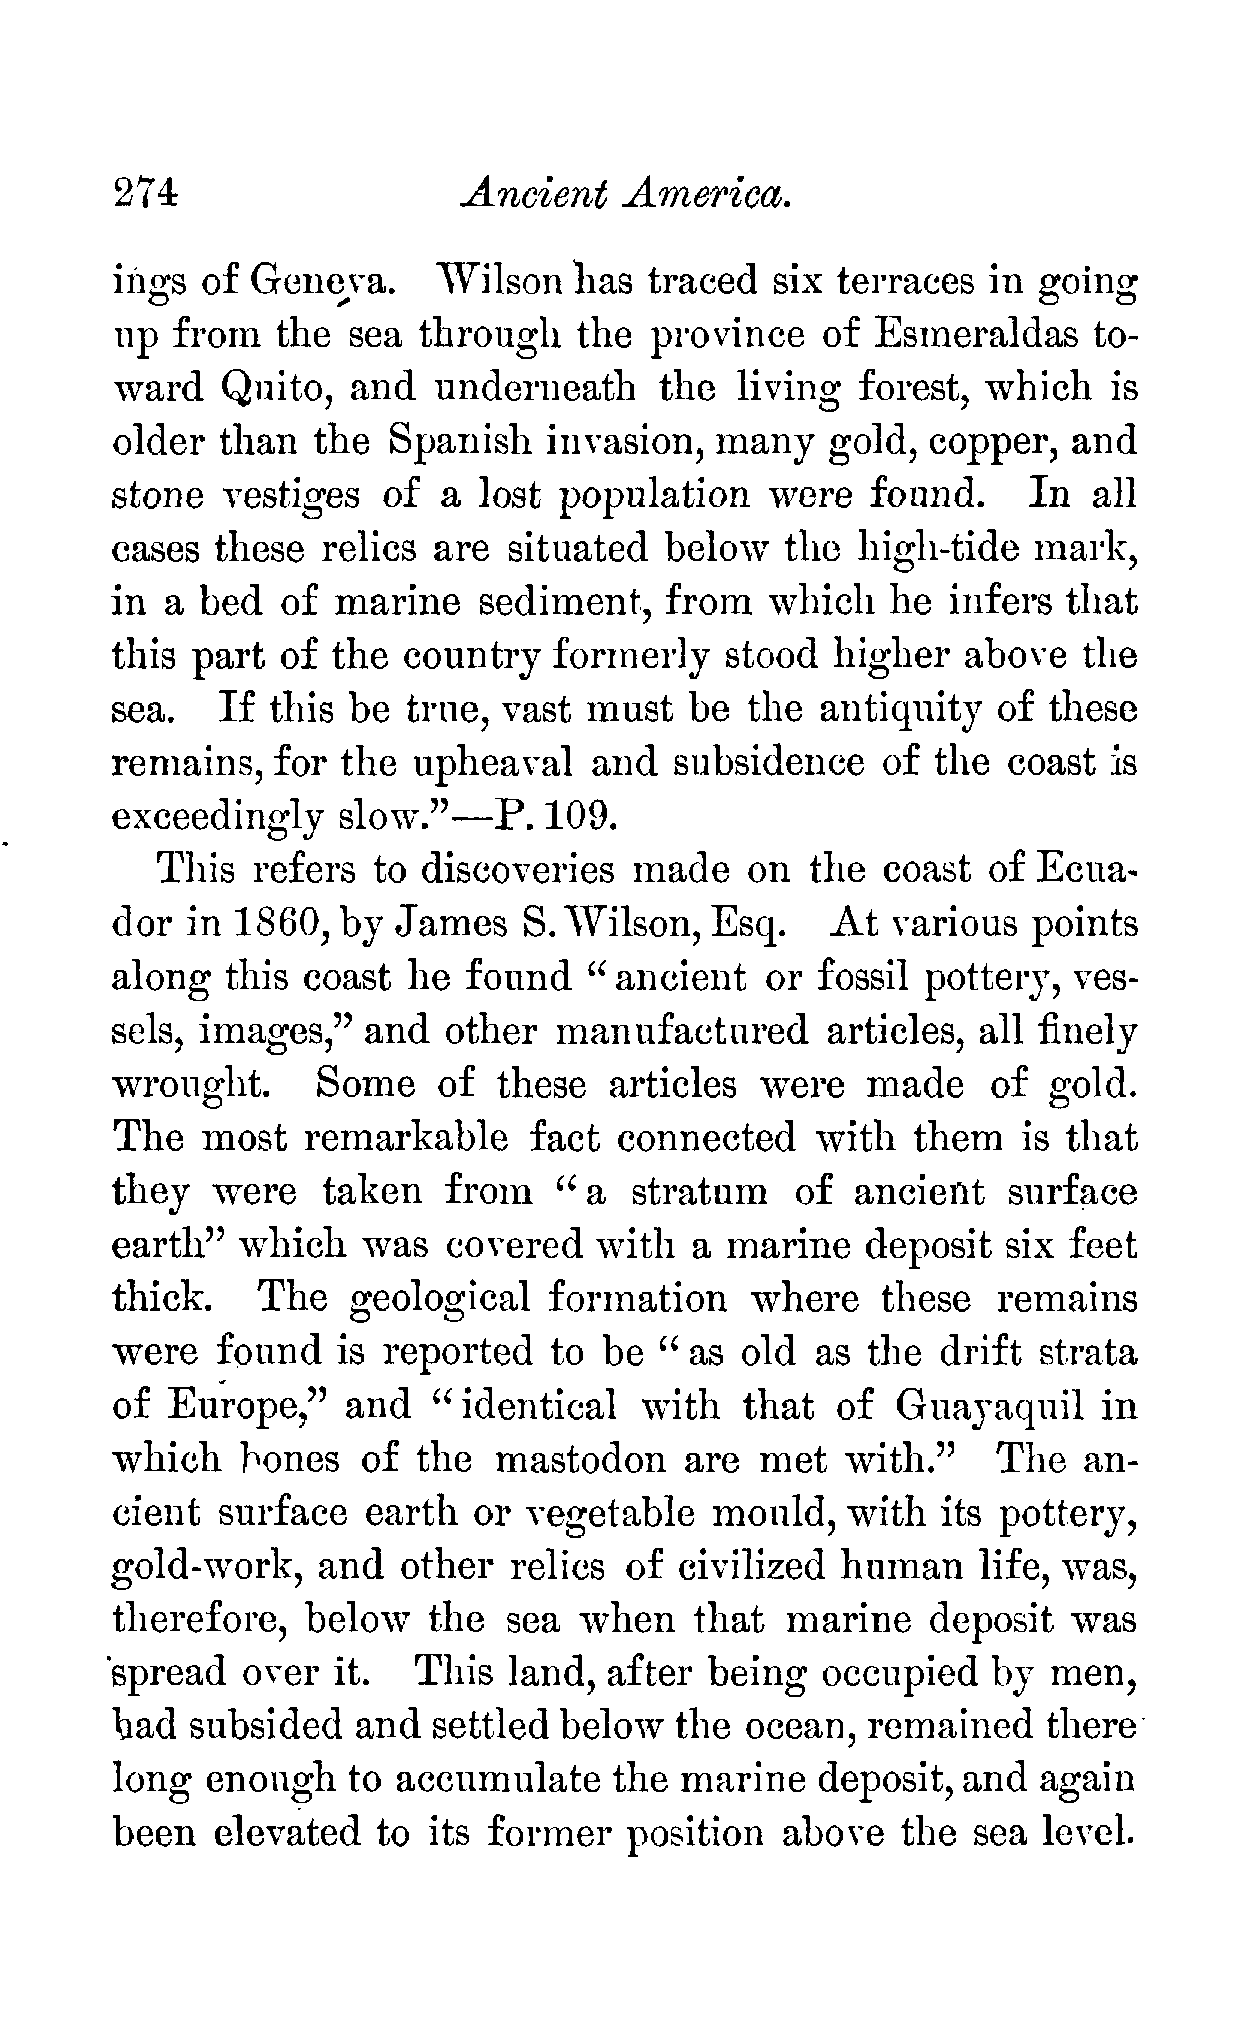 274 Ancient America.
ings of Geneva. Wilson has traced six terraces in going
up from the sea through the province of Esmeraldas to-
ward Quito, and underneath the living forest, which is
older than the Spanish invasion, many gold, copper, and
stone vestiges of a lost population were found. In all
cases these relics are situated below the high-tide mark,
in a bed of marine sediment, from which he infers that
this part of the country formerly stood higher above the
sea. If this be true, vast must be the antiquity of these
remains, for the upheaval and subsidence of the coast is
exceedingly slow.”—P. 109.
This refers to discoveries made on the coast of Ecua-
dor in 1860, by James S. Wilson, Esq. At various points
along this coast he found “ancient or fossil pottery, ves-
sels, images,” and other manufactured articles, all finely
wrought. Some of these articles were made of gold.
The most remarkable fact connected with them is that
they were taken from “a stratum of ancient surface
earth” which was covered with a marine deposit six feet
thick. The geological formation where these remains
were found is reported to be “as old as the drift strata
of Europe,” and “identical with that of Guayaquil in
which bones of the mastodon are met with.” The an-
cient surface earth or vegetable mould, with its pottery,
gold-work, and other relics of civilized human life, was,
therefore, below the sea when that marine deposit was
spread over it. This land, after being occupied by men,
had subsided and settled below the ocean, remained there
long enough to accumulate the marine deposit, and again
been elevated to its former position above the sea level.